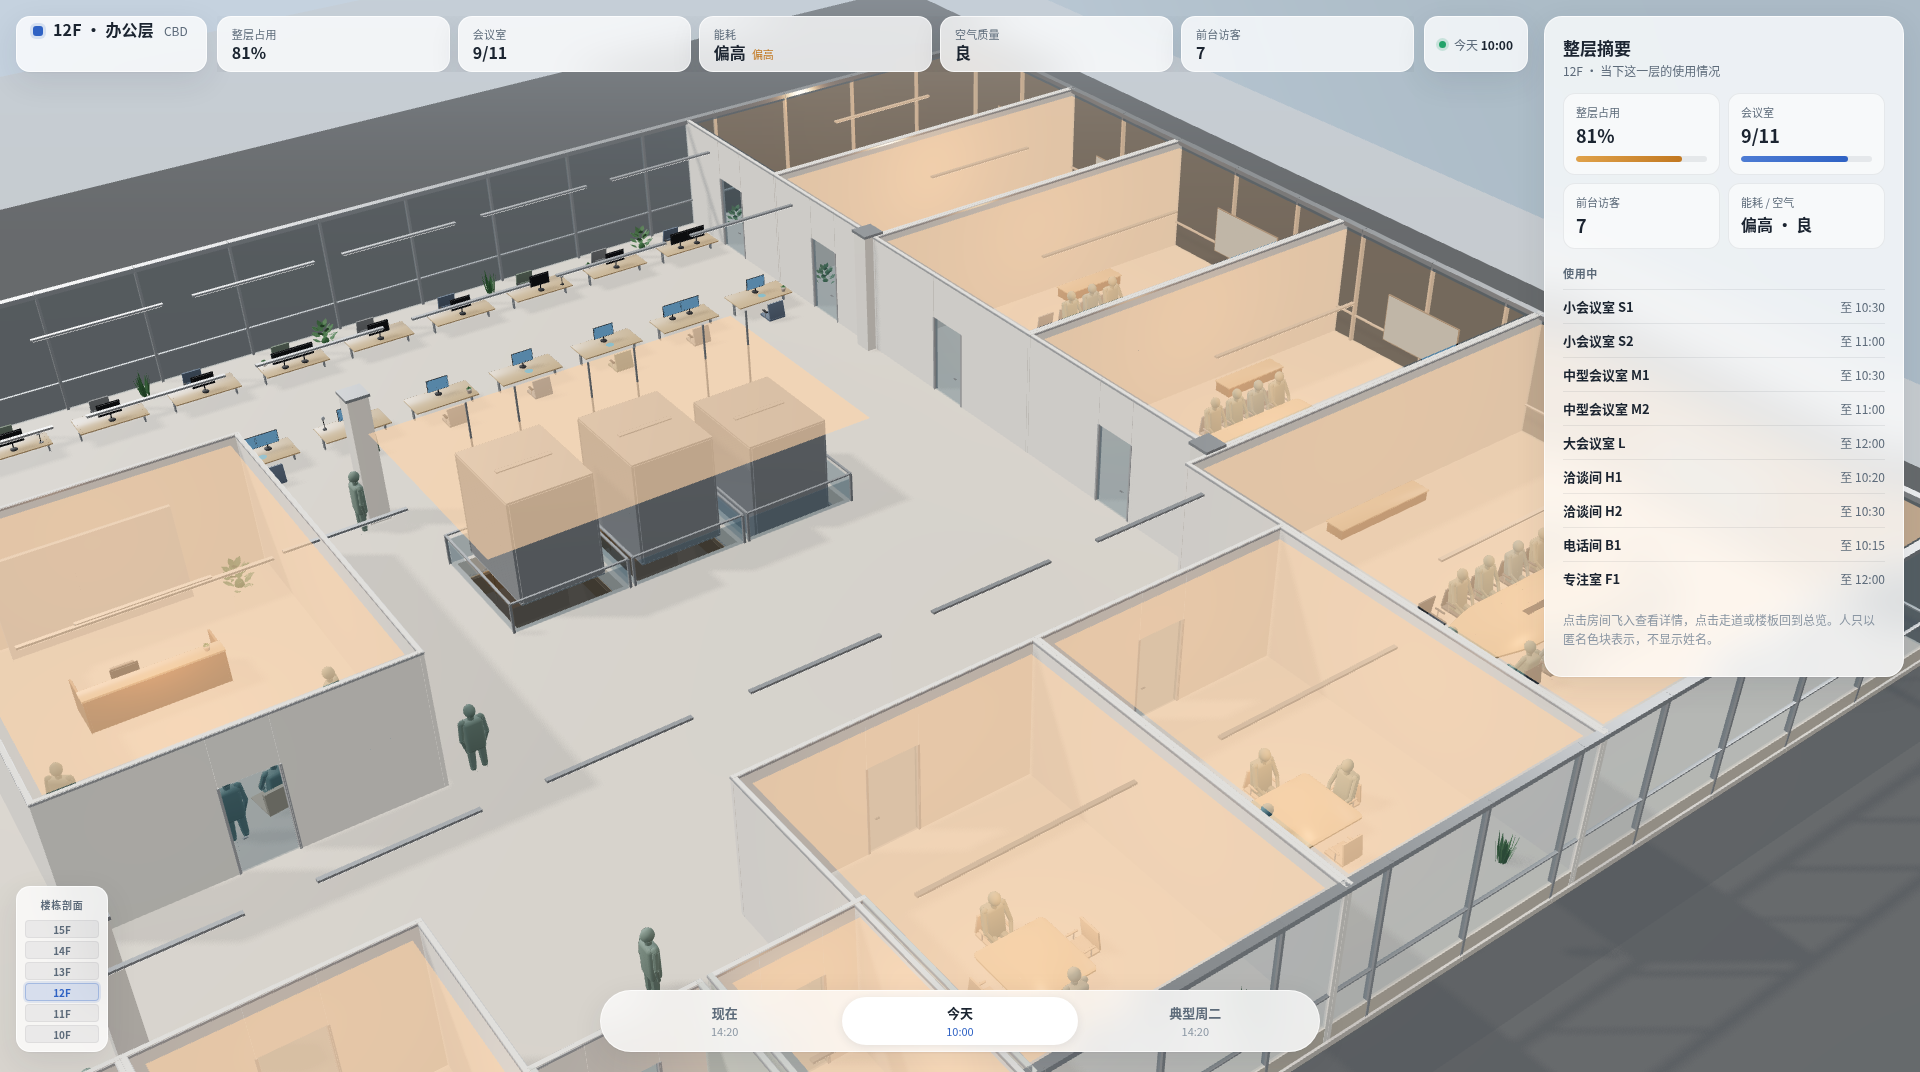 12F · 办公层 CBD
整层占用
81%
会议室
9/11
能耗
偏高 偏高
空气质量
良
前台访客
7
今天 10:00
整层摘要
12F · 当下这一层的使用情况
整层占用
81%
会议室
9/11
前台访客
7
能耗 / 空气
偏高 · 良
使用中
小会议室 S1 至 10:30
小会议室 S2 至 11:00
中型会议室 M1 至 10:30
中型会议室 M2 至 11:00
大会议室 L 至 12:00
洽谈间 H1 至 10:20
洽谈间 H2 至 10:30
电话间 B1 至 10:15
专注室 F1 至 12:00
点击房间飞入查看详情，点击走道或楼板回到总览。人只以
匿名色块表示，不显示姓名。
楼栋剖面
15F
14F
13F
12F
11F
10F
现在
14:20
今天
10:00
典型周二
14:20